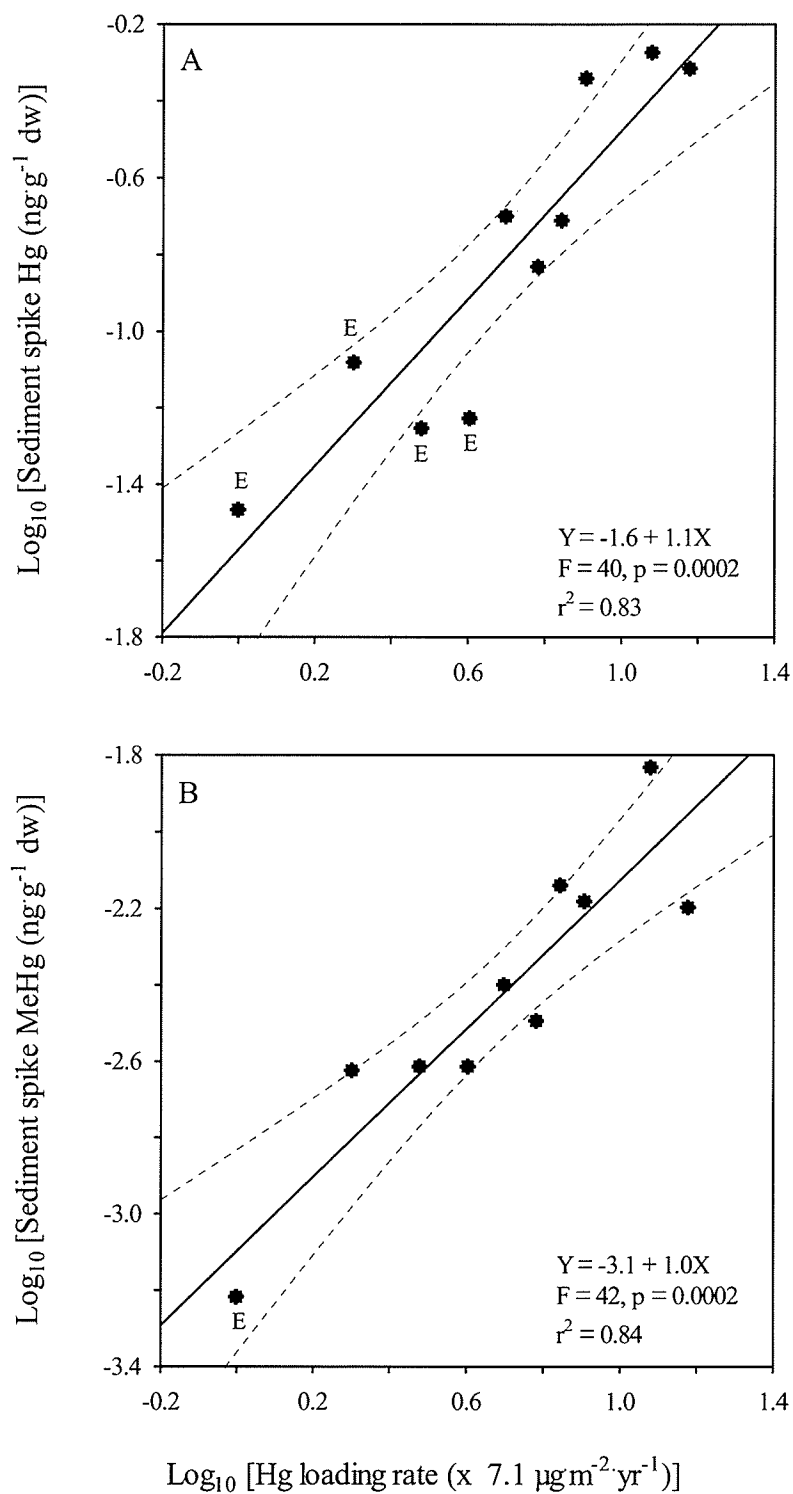 A
Log10 [Sediment spike Hg (ng·g-1 dw)]
-0.2
-0.6
-1.0
-1.4
-1.8
E
E
E
E
Y = -1.6 + 1.1X
F = 40, p = 0.0002
r2 = 0.83
-0.2 0.2 0.6 1.0 1.4
B
Log10 [Sediment spike MeHg (ng·g-1 dw)]
-1.8
-2.2
-2.6
-3.0
-3.4
E
Y = -3.1 + 1.0X
F = 42, p = 0.0002
r2 = 0.84
-0.2 0.2 0.6 1.0 1.4
Log10 [Hg loading rate (x 7.1 µg·m-2·yr-1)]